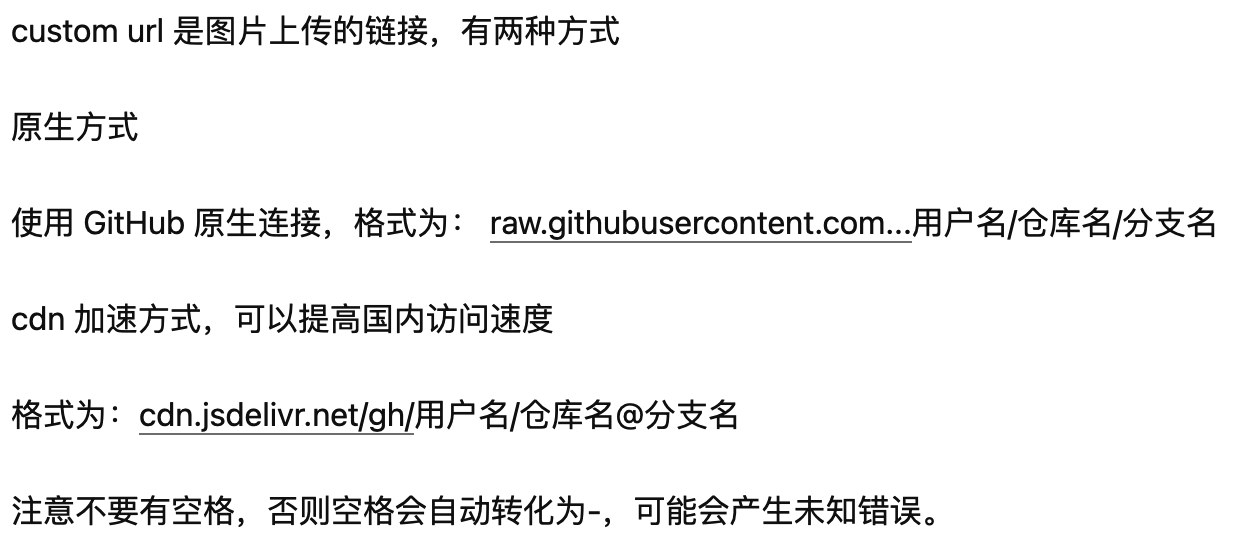 custom url 是图片上传的链接，有两种方式
原生方式
使用 GitHub 原生连接，格式为： raw.githubusercontent.com...用户名/仓库名/分支名
cdn 加速方式，可以提高国内访问速度
格式为：cdn.jsdelivr.net/gh/用户名/仓库名@分支名
注意不要有空格，否则空格会自动转化为-，可能会产生未知错误。